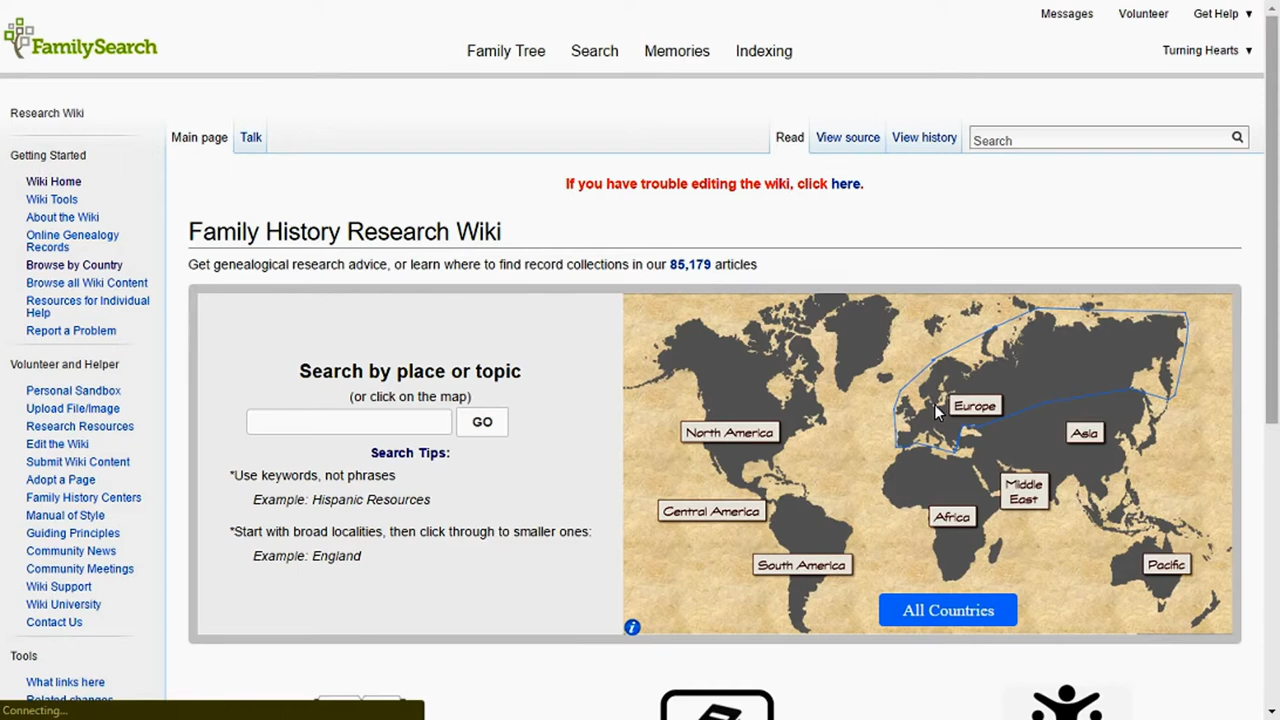 Messages
Volunteer
Get Help ▼
FamilySearch
Family Tree
Search
Memories
Indexing
Turning Hearts ▼
Research Wiki
Getting Started
Wiki Home
Wiki Tools
About the Wiki
Online Genealogy
Records
Browse by Country
Browse all Wiki Content
Resources for Individual
Help
Report a Problem
Volunteer and Helper
Personal Sandbox
Upload File/Image
Research Resources
Edit the Wiki
Submit Wiki Content
Adopt a Page
Family History Centers
Manual of Style
Guiding Principles
Community News
Community Meetings
Wiki Support
Wiki University
Contact Us
Tools
What links here
Related changes
Connecting...
Main page
Talk
Read
View source
View history
Search
If you have trouble editing the wiki, click here.
Family History Research Wiki
Get genealogical research advice, or learn where to find record collections in our 85,179 articles
Search by place or topic
(or click on the map)
GO
Search Tips:
*Use keywords, not phrases
Example: Hispanic Resources
*Start with broad localities, then click through to smaller ones:
Example: England
Europe
North America
Asia
Middle
East
Central America
Africa
South America
Pacific
All Countries
i